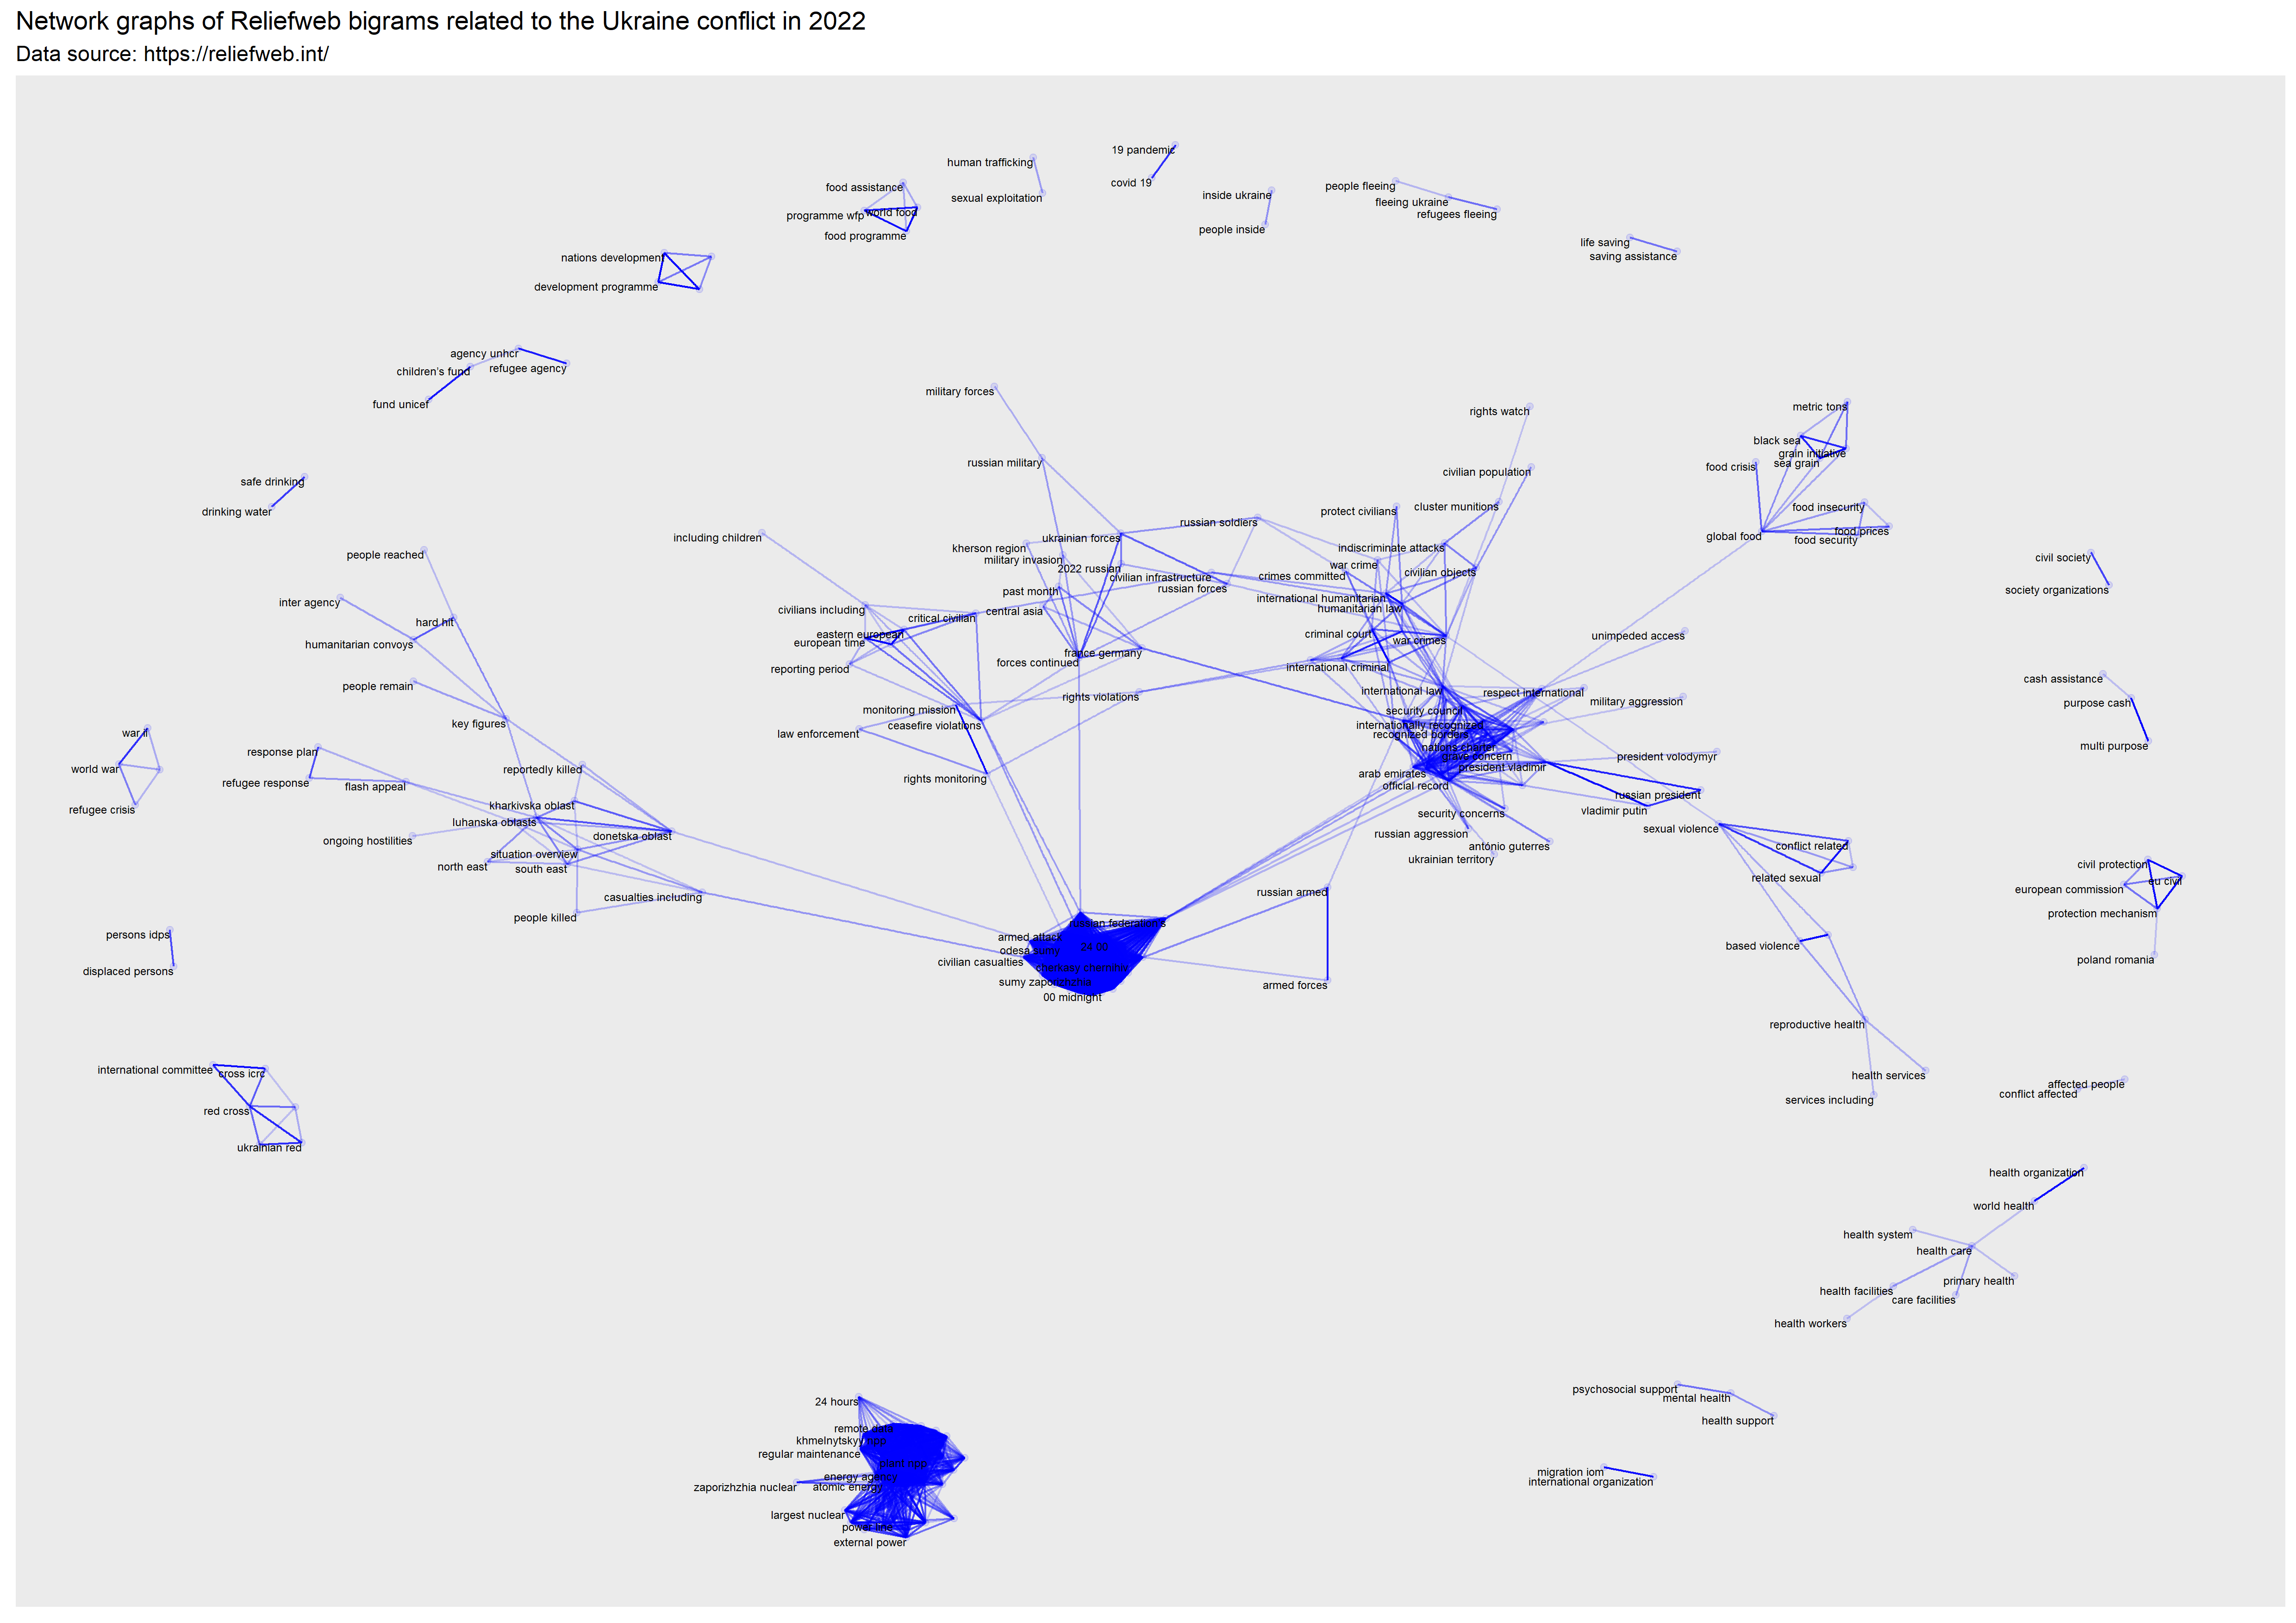 Network graphs of Reliefweb bigrams related to the Ukraine conflict in 2022
Data source: https://reliefweb.int/
19 pandemic
covid 19
human trafficking
sexual exploitation
food assistance
programme wfp
world food
food programme
inside ukraine
people inside
people fleeing
fleeing ukraine
refugees fleeing
life saving
saving assistance
nations development
development programme
agency unhcr
children's fund
refugee agency
fund unicef
military forces
rights watch
metric tons
black sea
grain initiative
sea grain
food crisis
russian military
civilian population
safe drinking
drinking water
protect civilians
cluster munitions
food insecurity
food prices
global food
food security
russian soldiers
including children
ukrainian forces
kherson region
military invasion
2022 russian
civilian infrastructure
russian forces
indiscriminate attacks
war crime
crimes committed
civilian objects
people reached
civil society
society organizations
past month
central asia
international humanitarian
humanitarian law
inter agency
hard hit
humanitarian convoys
civilians including
critical civilian
eastern european
european time
reporting period
france germany
forces continued
criminal court
war crimes
international criminal
unimpeded access
people remain
key figures
rights violations
international law
respect international
military aggression
cash assistance
purpose cash
multi purpose
monitoring mission
ceasefire violations
law enforcement
security council
internationally recognized
recognized borders
nations charter
grave concern
president vladimir
president volodymyr
war if
world war
refugee crisis
response plan
refugee response
flash appeal
reportedly killed
rights monitoring
arab emirates
official record
russian president
vladimir putin
kharkivska oblast
luhanska oblasts
donetska oblast
ongoing hostilities
security concerns
russian aggression
antónio guterres
ukrainian territory
sexual violence
conflict related
related sexual
situation overview
north east
south east
civil protection
eu civil
european commission
protection mechanism
poland romania
casualties including
people killed
russian armed
armed forces
russian federation's
armed attack
24 00
odesa sumy
civilian casualties
cherkasy chernihiv
sumy zaporizhzhia
00 midnight
persons idps
displaced persons
based violence
reproductive health
health services
services including
international committee
cross icrc
red cross
ukrainian red
affected people
conflict affected
health organization
world health
health system
health care
primary health
health facilities
care facilities
health workers
psychosocial support
mental health
health support
24 hours
remote data
khmelnytskyy npp
regular maintenance
plant npp
energy agency
zaporizhzhia nuclear
atomic energy
largest nuclear
power line
external power
migration iom
international organization